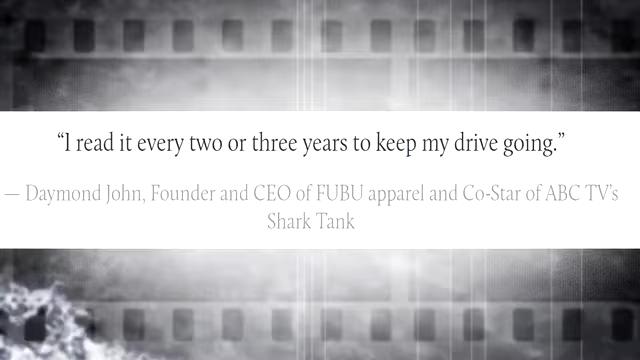 “I read it every two or three years to keep my drive going.”
— Daymond John, Founder and CEO of FUBU apparel and Co-Star of ABC TV’s
Shark Tank